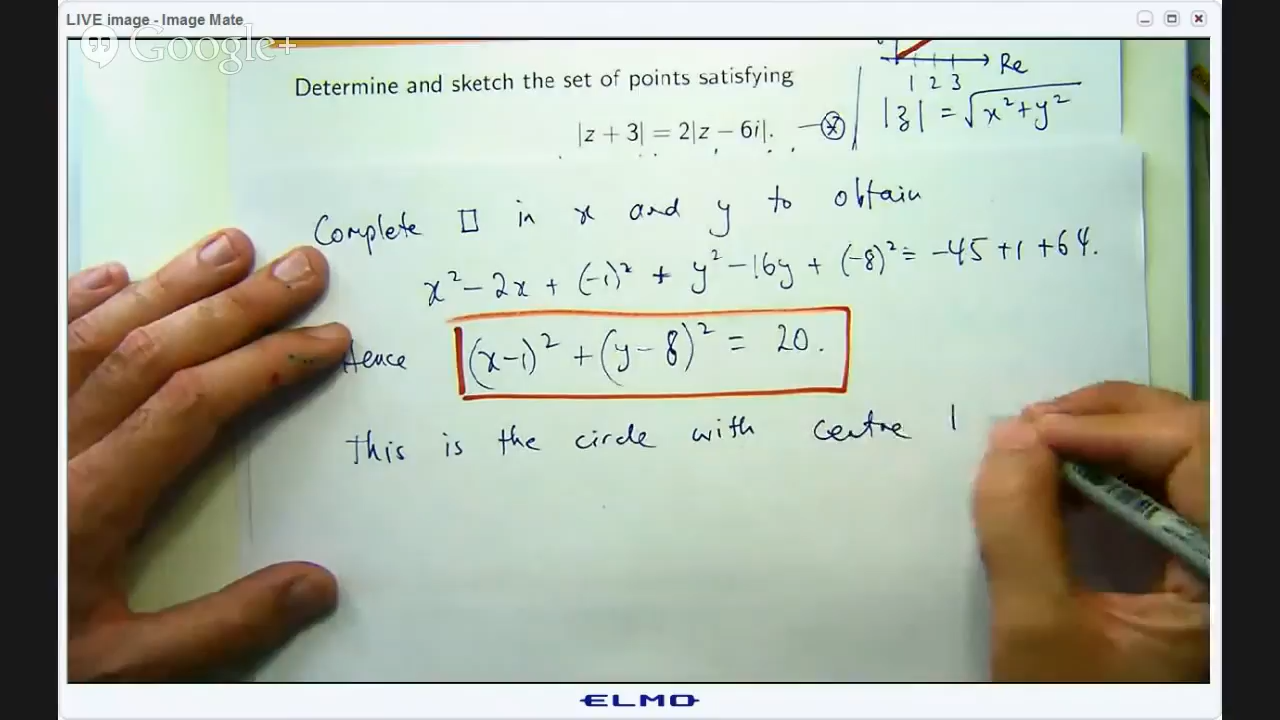 LIVE image - Image Mate
Google+
Determine and sketch the set of points satisfying
|z + 3| = 2|z − 6i|.
Re
1 2 3
|z| = √x²+y²
Complete □ in x and y to obtain
x² − 2x + (−1)² + y² − 16y + (−8)² = −45 + 1 + 64.
Hence (x−1)² + (y−8)² = 20.
This is the circle with centre 1
ELMO